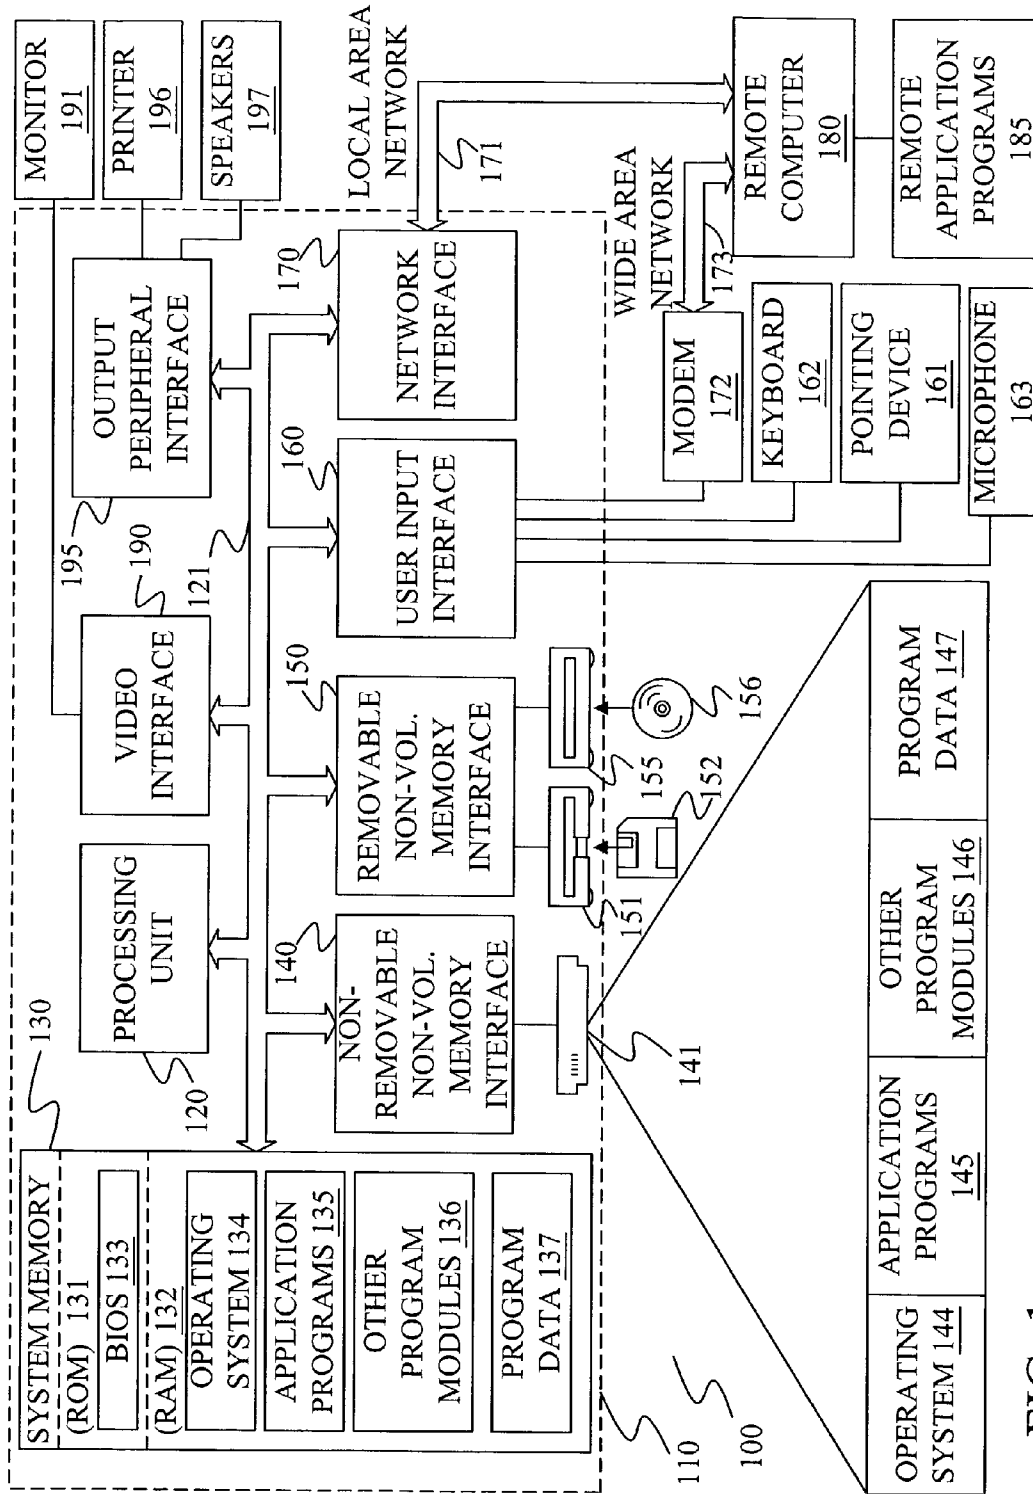 SYSTEM MEMORY
(ROM) 131
BIOS 133
(RAM) 132
OPERATING
SYSTEM 134
APPLICATION
PROGRAMS 135
OTHER
PROGRAM
MODULES 136
PROGRAM
DATA 137
130
PROCESSING
UNIT
120
VIDEO
INTERFACE
190
121
OUTPUT
PERIPHERAL
INTERFACE
195
MONITOR
191
PRINTER
196
SPEAKERS
197
NON-
REMOVABLE
NON-VOL.
MEMORY
INTERFACE
140
REMOVABLE
NON-VOL.
MEMORY
INTERFACE
150
USER INPUT
INTERFACE
160
NETWORK
INTERFACE
170
LOCAL AREA
NETWORK
171
141
151
152
155
156
WIDE AREA
NETWORK
173
MODEM
172
KEYBOARD
162
POINTING
DEVICE
161
MICROPHONE
163
REMOTE
COMPUTER
180
REMOTE
APPLICATION
PROGRAMS
185
110
100
OPERATING
SYSTEM 144
APPLICATION
PROGRAMS
145
OTHER
PROGRAM
MODULES 146
PROGRAM
DATA 147
FIG. 1